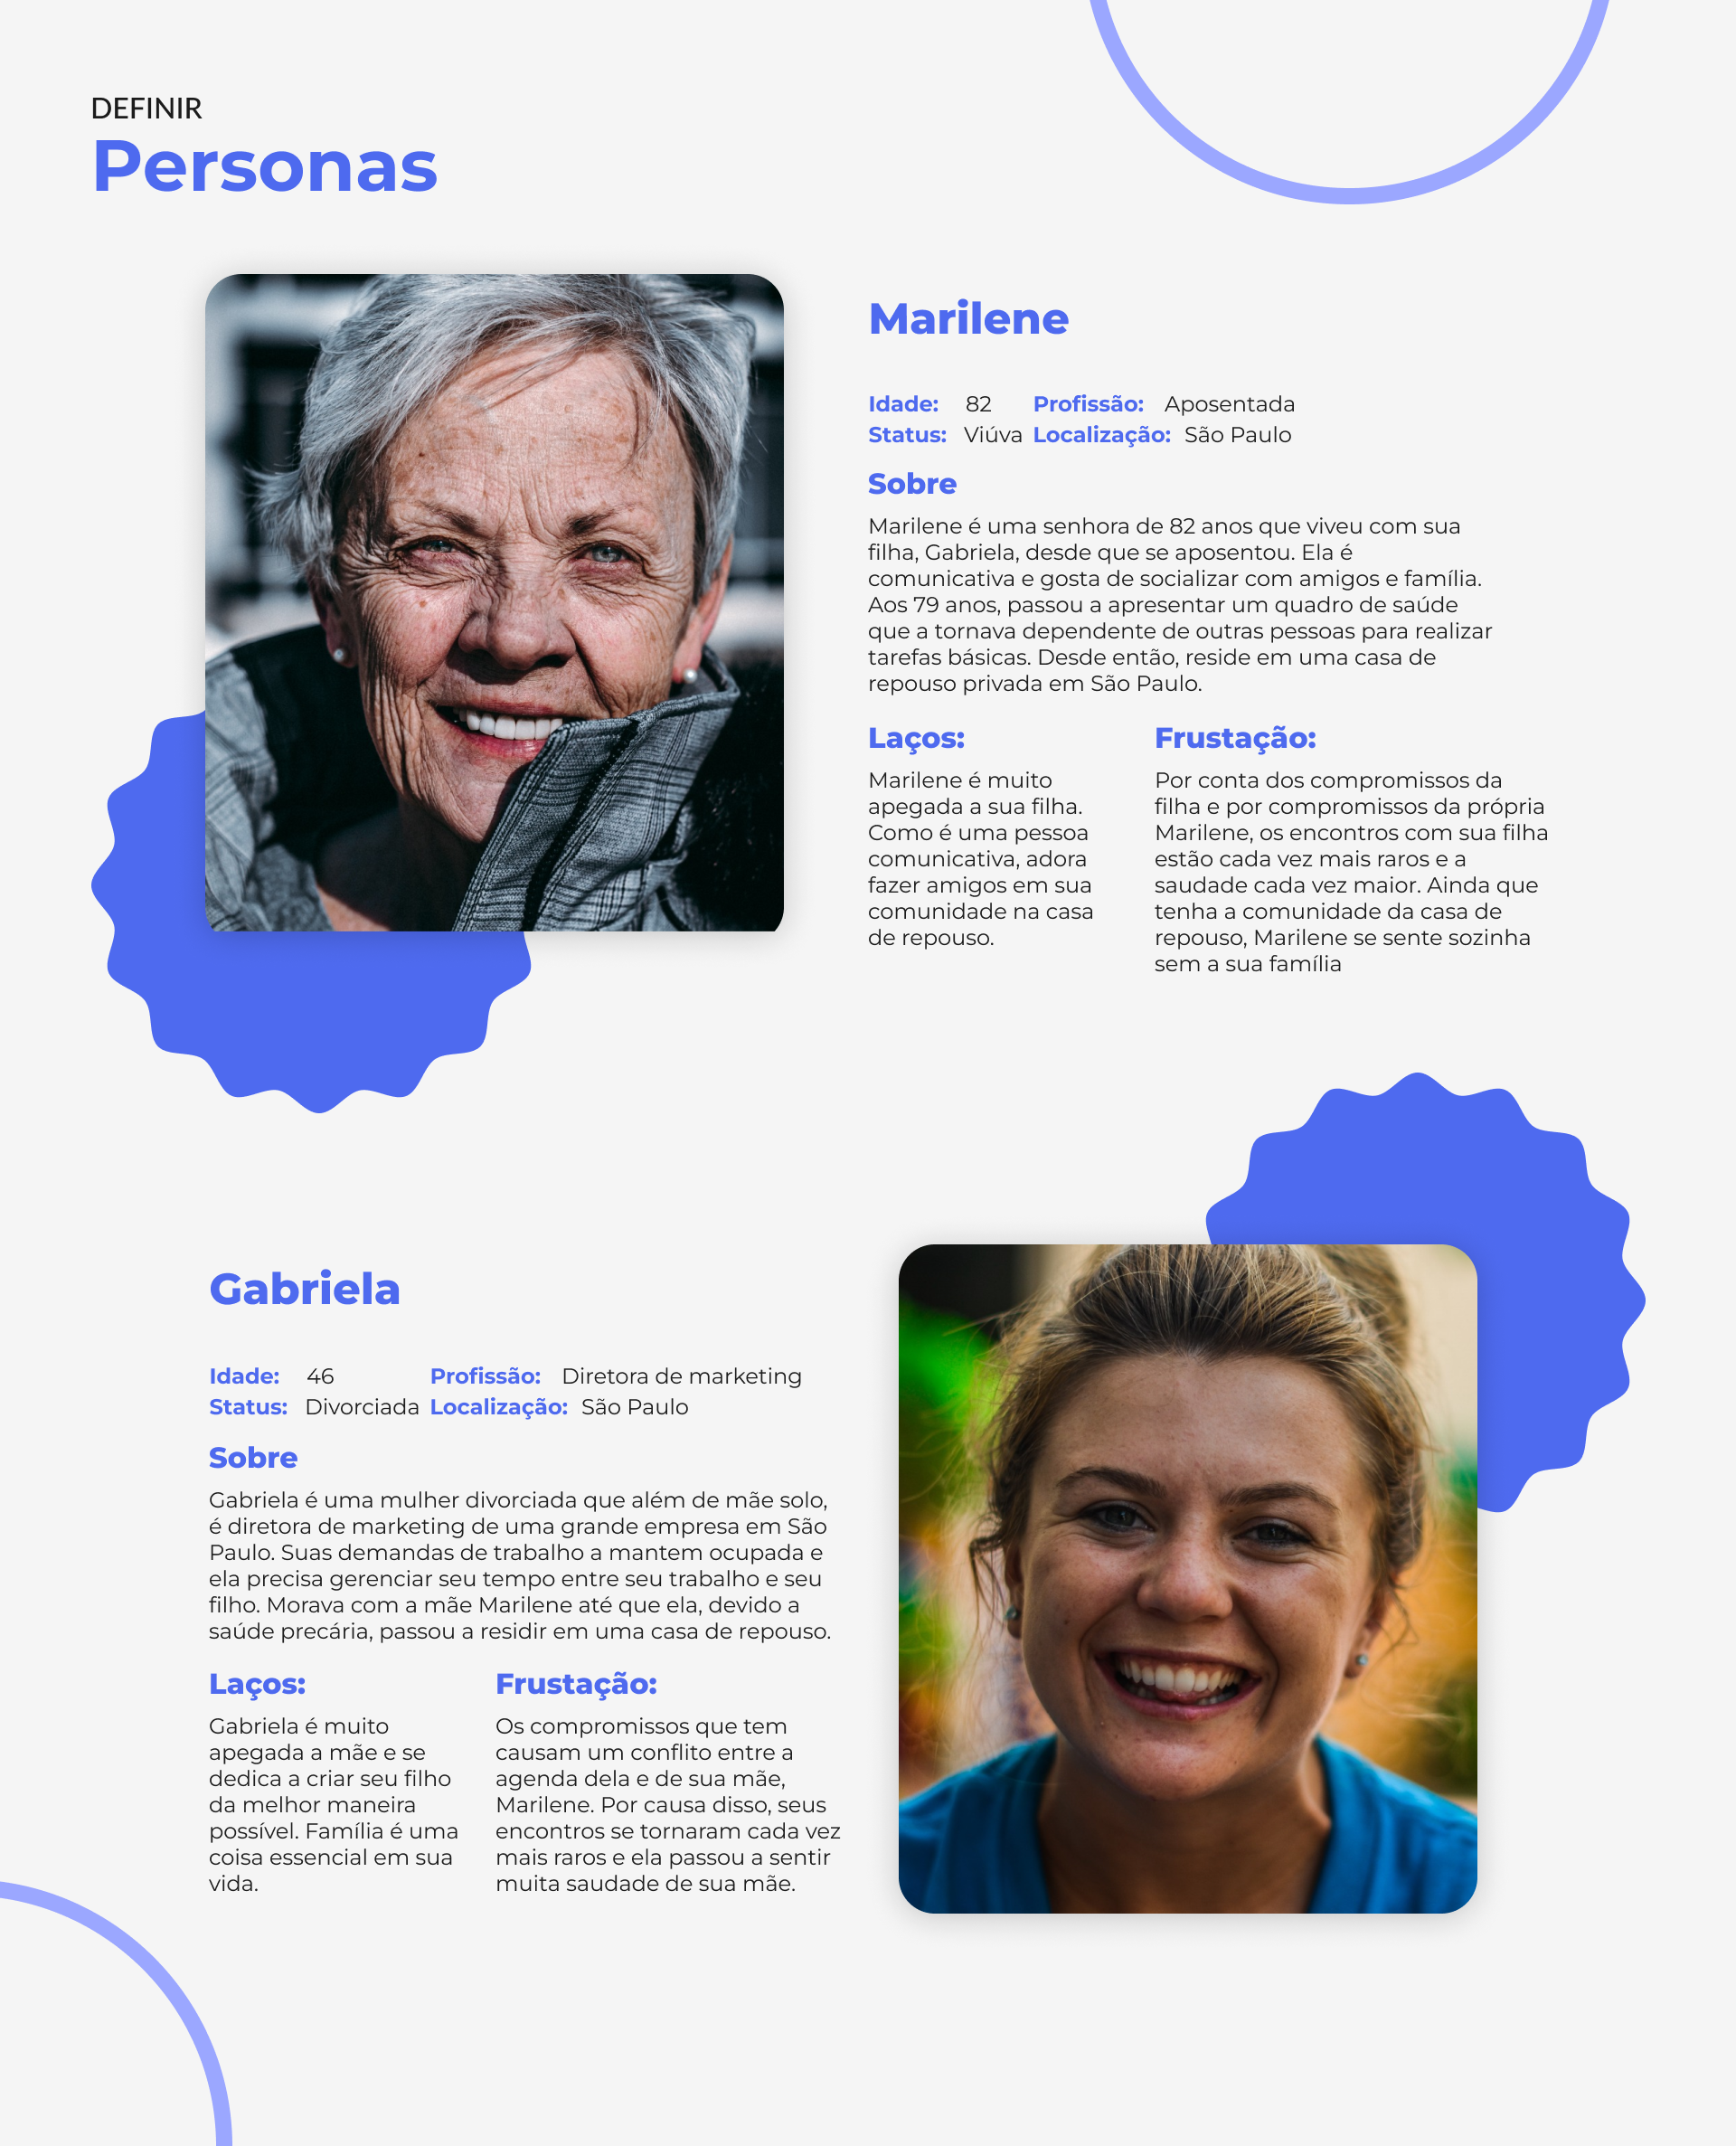 DEFINIR
Personas
Marilene
Idade: 82 Profissão: Aposentada
Status: Viúva Localização: São Paulo
Sobre
Marilene é uma senhora de 82 anos que viveu com sua
filha, Gabriela, desde que se aposentou. Ela é
comunicativa e gosta de socializar com amigos e família.
Aos 79 anos, passou a apresentar um quadro de saúde
que a tornava dependente de outras pessoas para realizar
tarefas básicas. Desde então, reside em uma casa de
repouso privada em São Paulo.
Laços:
Marilene é muito
apegada a sua filha.
Como é uma pessoa
comunicativa, adora
fazer amigos em sua
comunidade na casa
de repouso.
Frustação:
Por conta dos compromissos da
filha e por compromissos da própria
Marilene, os encontros com sua filha
estão cada vez mais raros e a
saudade cada vez maior. Ainda que
tenha a comunidade da casa de
repouso, Marilene se sente sozinha
sem a sua família
Gabriela
Idade: 46 Profissão: Diretora de marketing
Status: Divorciada Localização: São Paulo
Sobre
Gabriela é uma mulher divorciada que além de mãe solo,
é diretora de marketing de uma grande empresa em São
Paulo. Suas demandas de trabalho a mantem ocupada e
ela precisa gerenciar seu tempo entre seu trabalho e seu
filho. Morava com a mãe Marilene até que ela, devido a
saúde precária, passou a residir em uma casa de repouso.
Laços:
Gabriela é muito
apegada a mãe e se
dedica a criar seu filho
da melhor maneira
possível. Família é uma
coisa essencial em sua
vida.
Frustação:
Os compromissos que tem
causam um conflito entre a
agenda dela e de sua mãe,
Marilene. Por causa disso, seus
encontros se tornaram cada vez
mais raros e ela passou a sentir
muita saudade de sua mãe.